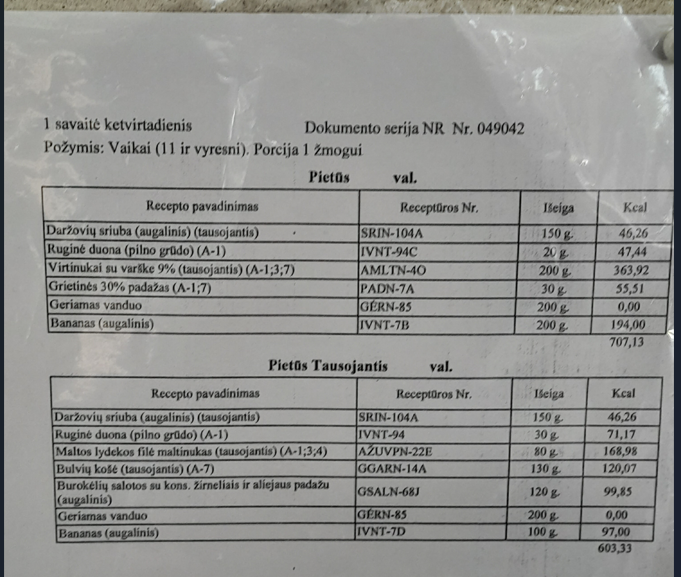 1 savaitė ketvirtadienis Dokumento serija NR Nr. 049042
Požymis: Vaikai (11 ir vyresni). Porcija 1 žmogui
Pietūs val.
Recepto pavadinimas Receptūros Nr. Išeiga Kcal
Daržovių sriuba (augalinis) (tausojantis) SRIN-104A 150 g. 46,26
Ruginė duona (pilno grūdo) (A-1) IVNT-94C 20 g. 47,44
Virtinukai su varške 9% (tausojantis) (A-1;3;7) AMLTN-4O 200 g. 363,92
Grietinės 30% padažas (A-1;7) PADN-7A 30 g. 55,51
Geriamas vanduo GĖRN-85 200 g. 0,00
Bananas (augalinis) IVNT-7B 200 g. 194,00
707,13
Pietūs Tausojantis val.
Recepto pavadinimas Receptūros Nr. Išeiga Kcal
Daržovių sriuba (augalinis) (tausojantis) SRIN-104A 150 g. 46,26
Ruginė duona (pilno grūdo) (A-1) IVNT-94 30 g. 71,17
Maltos lydekos filė maltinukas (tausojantis) (A-1;3;4) AŽUVPN-22E 80 g. 168,98
Bulvių košė (tausojantis) (A-7) GGARN-14A 130 g. 120,07
Burokėlių salotos su kons. žirneliais ir aliejaus padažu
(augalinis) GSALN-68J 120 g. 99,85
Geriamas vanduo GĖRN-85 200 g. 0,00
Bananas (augalinis) IVNT-7D 100 g. 97,00
603,33